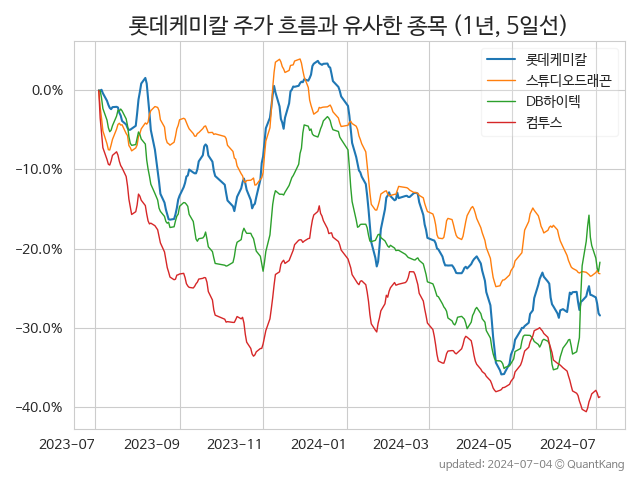 롯데케미칼 주가 흐름과 유사한 종목 (1년, 5일선)
롯데케미칼
스튜디오드래곤
DB하이텍
컴투스
0.0%
−10.0%
−20.0%
−30.0%
−40.0%
2023-07 2023-09 2023-11 2024-01 2024-03 2024-05 2024-07
updated: 2024-07-04 © QuantKang